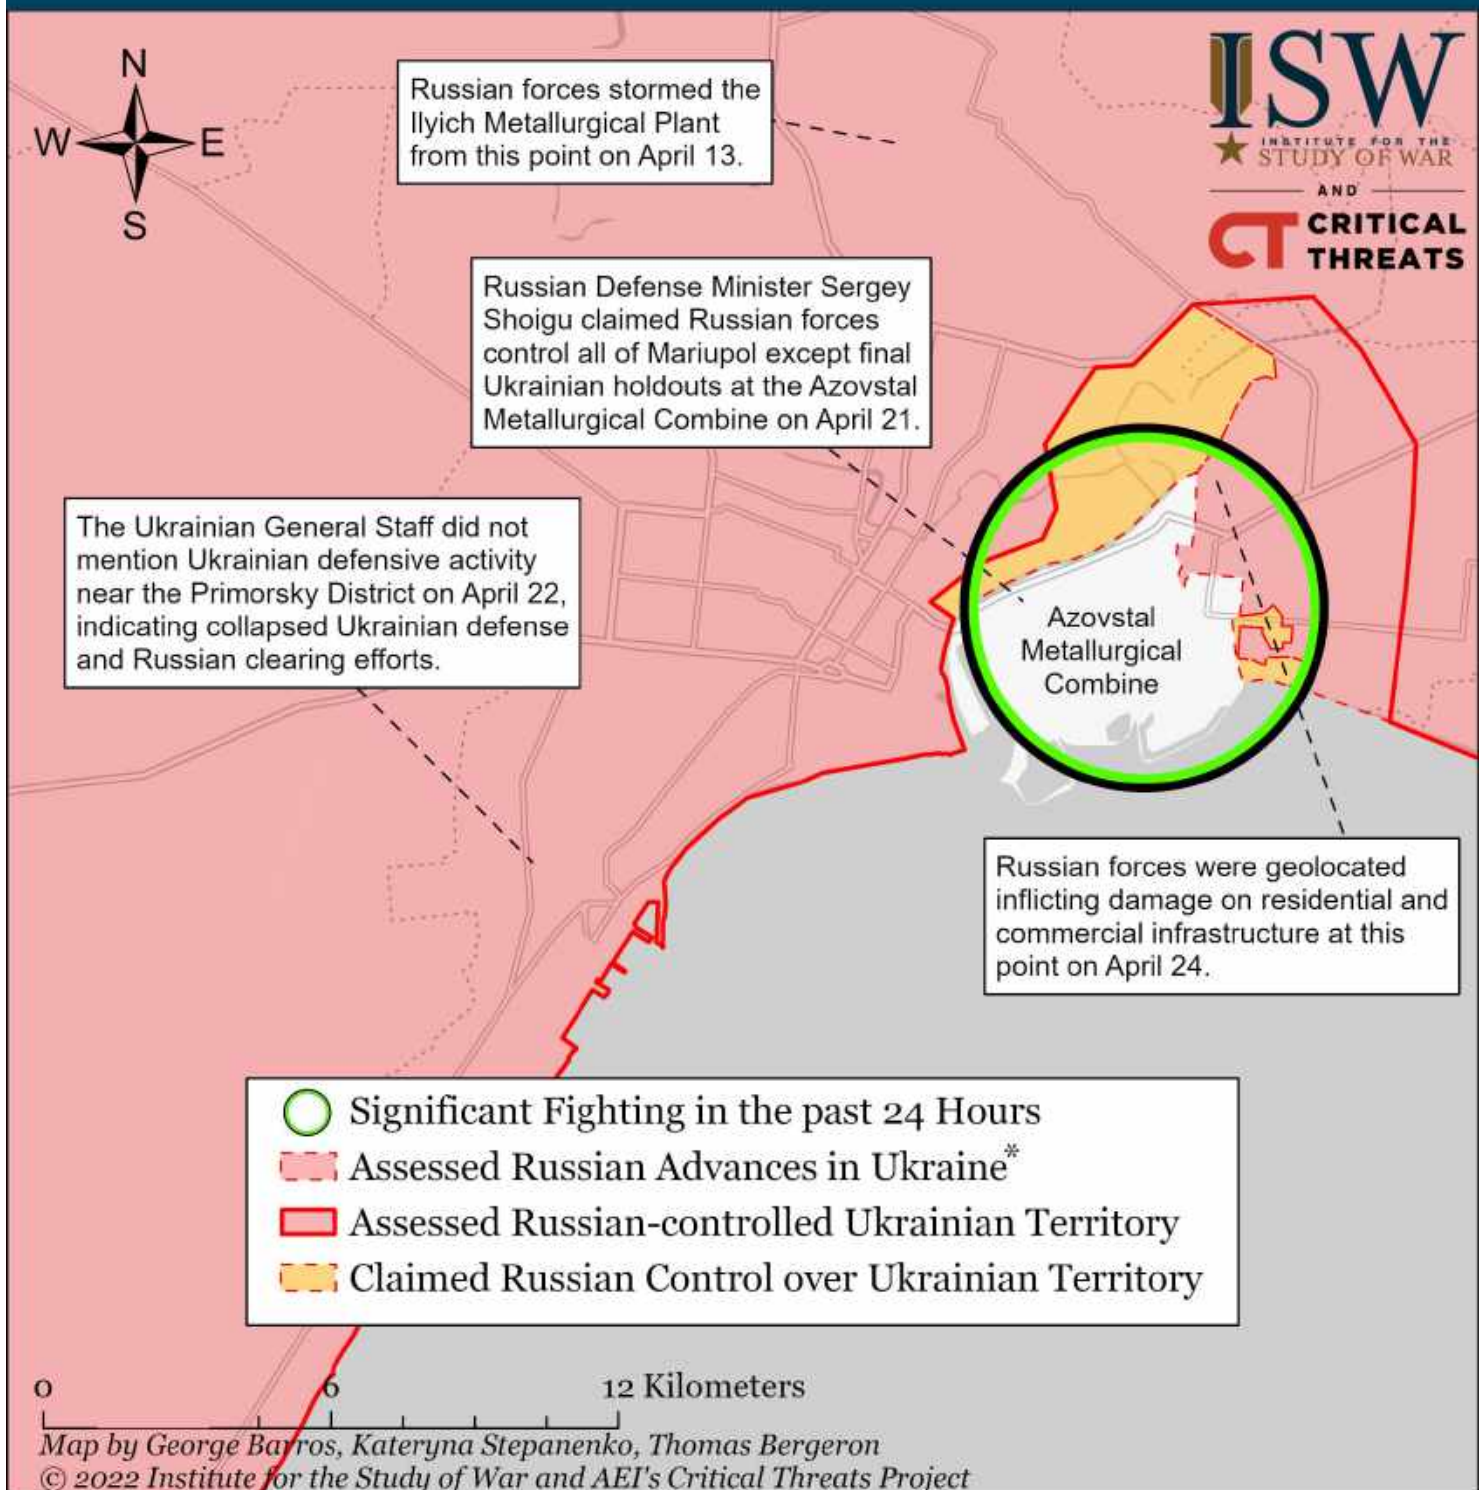 N
W E
S
Russian forces stormed the
Ilyich Metallurgical Plant
from this point on April 13.
ISW
INSTITUTE FOR THE
STUDY OF WAR
AND
CT CRITICAL
THREATS
Russian Defense Minister Sergey
Shoigu claimed Russian forces
control all of Mariupol except final
Ukrainian holdouts at the Azovstal
Metallurgical Combine on April 21.
The Ukrainian General Staff did not
mention Ukrainian defensive activity
near the Primorsky District on April 22,
indicating collapsed Ukrainian defense
and Russian clearing efforts.
Azovstal
Metallurgical
Combine
Russian forces were geolocated
inflicting damage on residential and
commercial infrastructure at this
point on April 24.
Significant Fighting in the past 24 Hours
Assessed Russian Advances in Ukraine*
Assessed Russian-controlled Ukrainian Territory
Claimed Russian Control over Ukrainian Territory
0 6 12 Kilometers
Map by George Barros, Kateryna Stepanenko, Thomas Bergeron
© 2022 Institute for the Study of War and AEI's Critical Threats Project